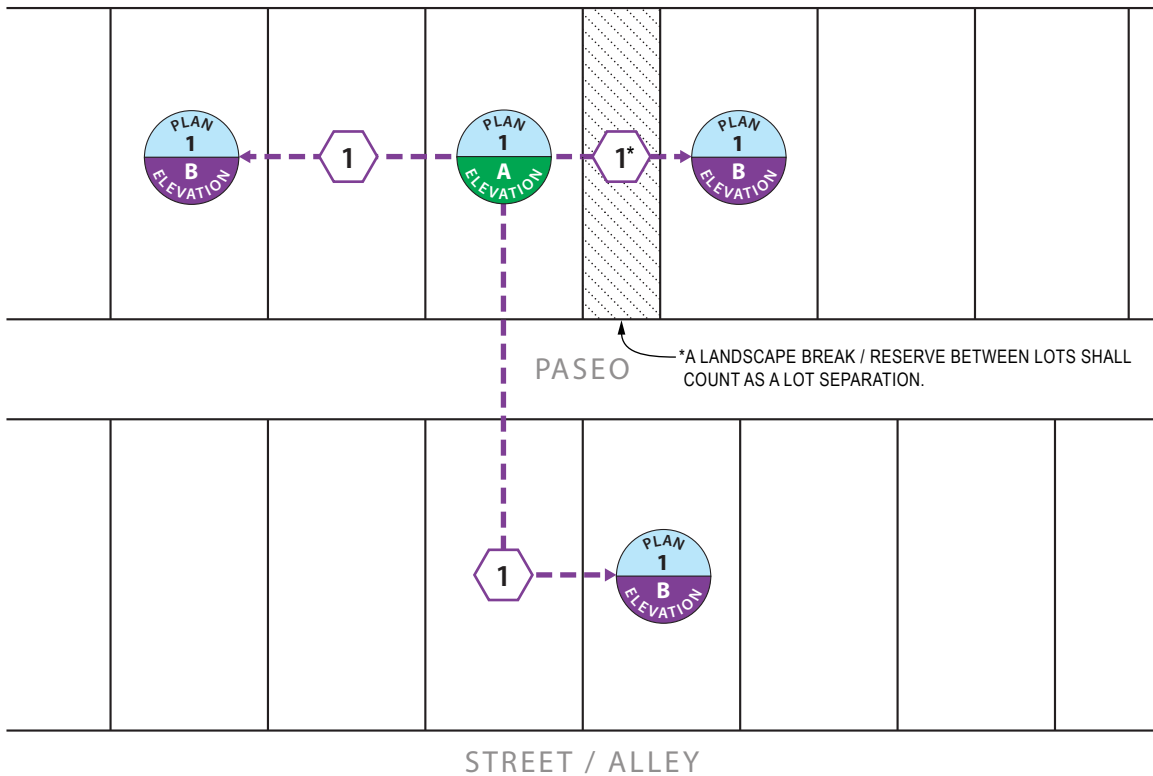 PLAN
1
B
ELEVATION
1
PLAN
1
A
ELEVATION
1*
PLAN
1
B
ELEVATION
PASEO
*A LANDSCAPE BREAK / RESERVE BETWEEN LOTS SHALL
COUNT AS A LOT SEPARATION.
1
PLAN
1
B
ELEVATION
STREET / ALLEY